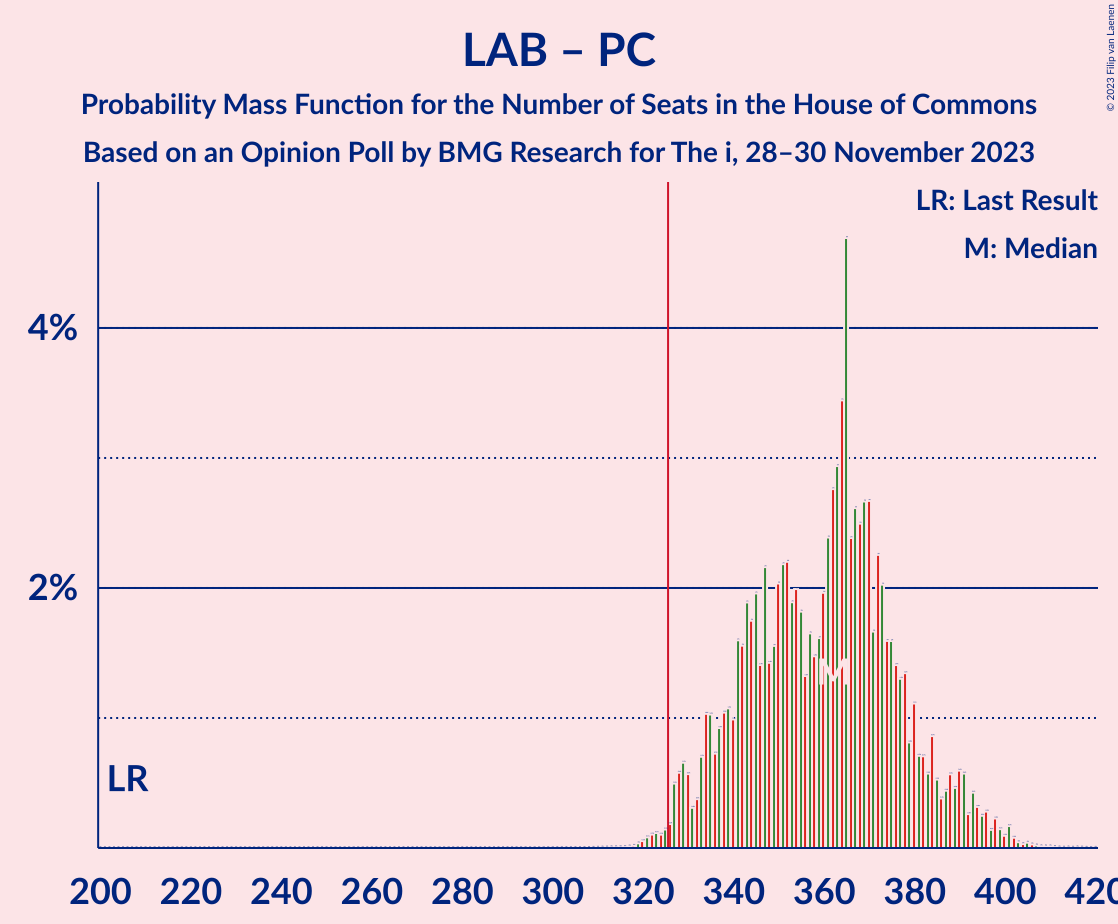 LAB – PC
Probability Mass Function for the Number of Seats in the House of Commons
Based on an Opinion Poll by BMG Research for The i, 28–30 November 2023
© 2023 Filip van Laenen
LR: Last Result
M: Median
4%
2%
M
LR
200 220 240 260 280 300 320 340 360 380 400 420